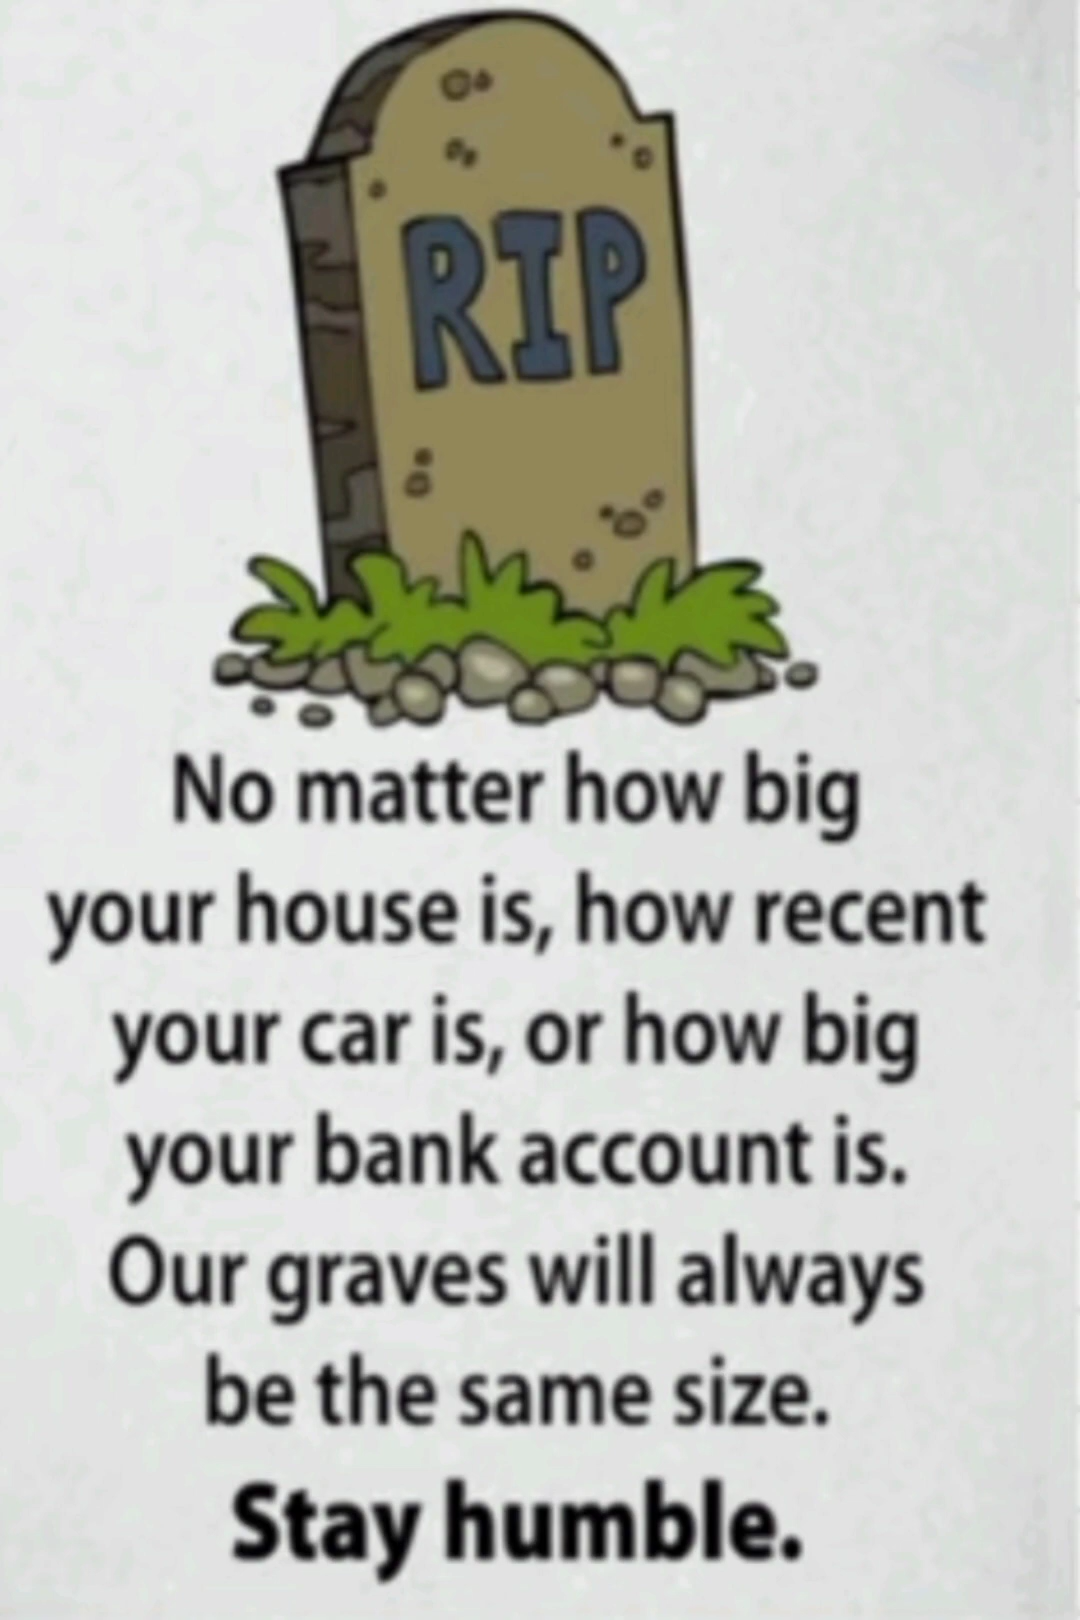 RIP
No matter how big
your house is, how recent
your car is, or how big
your bank account is.
Our graves will always
be the same size.
Stay humble.